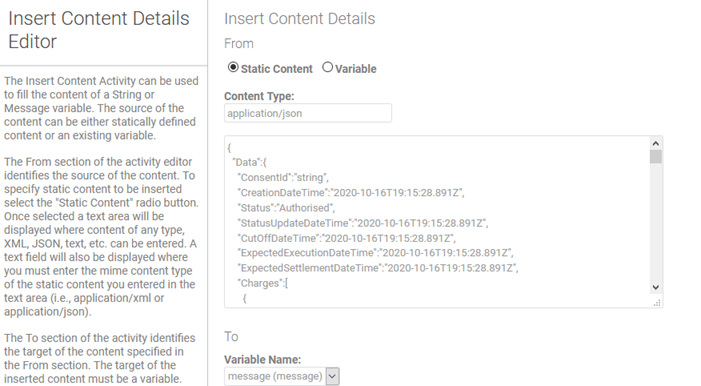 Insert Content Details
Editor
The Insert Content Activity can be used
to fill the content of a String or
Message variable. The source of the
content can be either statically defined
content or an existing variable.
The From section of the activity editor
identifies the source of the content. To
specify static content to be inserted
select the "Static Content" radio button.
Once selected a text area will be
displayed where content of any type,
XML, JSON, text, etc. can be entered. A
text field will also be displayed where
you must enter the mime content type
of the static content you entered in the
text area (i.e., application/xml or
application/json).
The To section of the activity identifies
the target of the content specified in
the From section. The target of the
inserted content must be a variable.
Insert Content Details
From
Static Content Variable
Content Type:
application/json
{
"Data":{
"ConsentId":"string",
"CreationDateTime":"2020-10-16T19:15:28.891Z",
"Status":"Authorised",
"StatusUpdateDateTime":"2020-10-16T19:15:28.891Z",
"CutOffDateTime":"2020-10-16T19:15:28.891Z",
"ExpectedExecutionDateTime":"2020-10-16T19:15:28.891Z",
"ExpectedSettlementDateTime":"2020-10-16T19:15:28.891Z",
"Charges":[
{
To
Variable Name:
message (message)